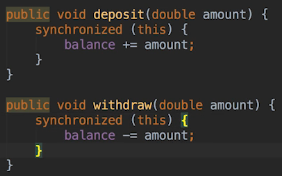 public void deposit(double amount) {
    synchronized (this) {
        balance += amount;
    }
}
public void withdraw(double amount) {
    synchronized (this) {
        balance -= amount;
    }
}